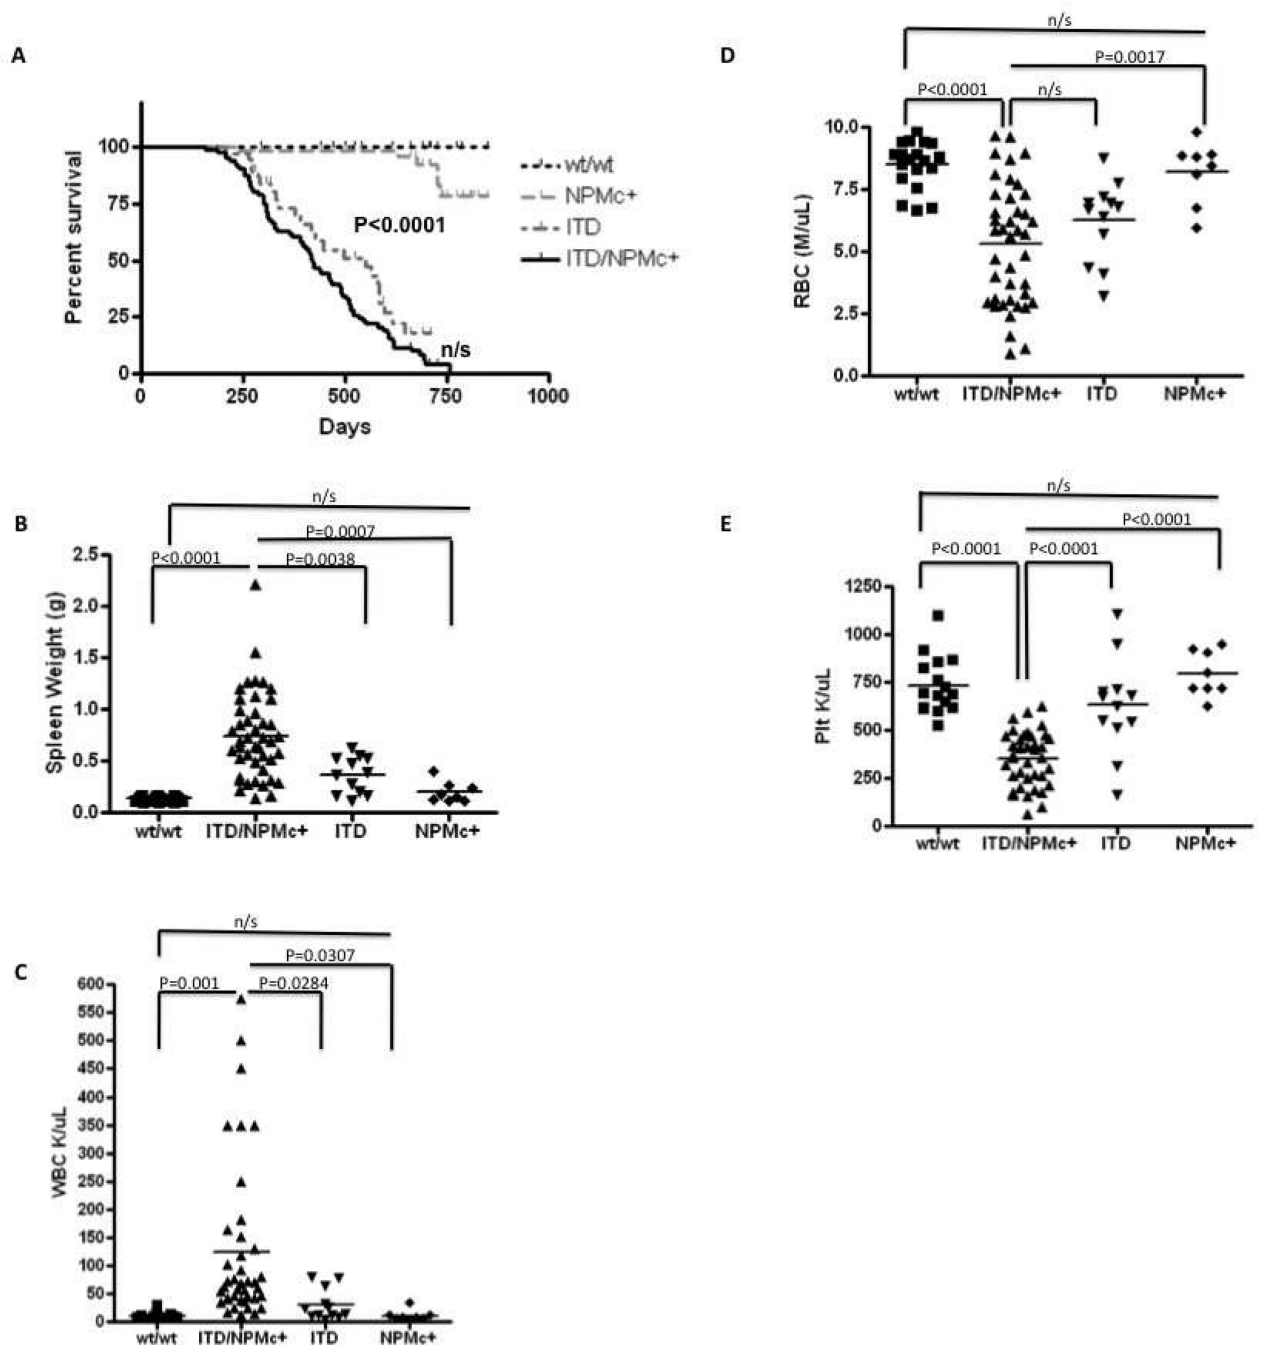 A
100
75
50
25
0
Percent survival
0 250 500 750 1000
Days
wt/wt
NPMc+
ITD
ITD/NPMc+
P<0.0001
n/s
B
n/s
P=0.0007
P<0.0001 P=0.0038
2.5
2.0
1.5
1.0
0.5
0.0
Spleen Weight (g)
wt/wt ITD/NPMc+ ITD NPMc+
C
n/s
P=0.0307
P=0.001 P=0.0284
600
550
500
450
400
350
300
250
200
150
100
50
0
WBC K/uL
wt/wt ITD/NPMc+ ITD NPMc+
D
n/s
P=0.0017
P<0.0001 n/s
10.0
7.5
5.0
2.5
0.0
RBC (M/uL)
wt/wt ITD/NPMc+ ITD NPMc+
E
n/s
P<0.0001
P<0.0001 P<0.0001
1250
1000
750
500
250
0
Plt K/uL
wt/wt ITD/NPMc+ ITD NPMc+